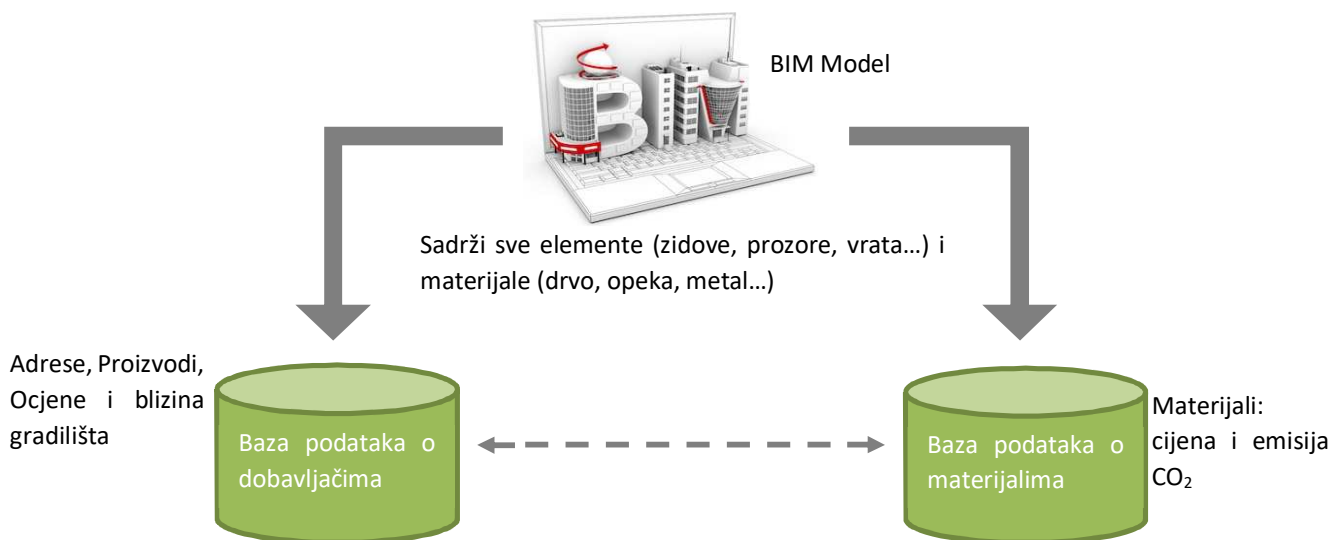 BIM Model
Sadrži sve elemente (zidove, prozore, vrata…) i
materijale (drvo, opeka, metal…)
Adrese, Proizvodi,
Ocjene i blizina
gradilišta
Baza podataka o
dobavljačima
Baza podataka o
materijalima
Materijali:
cijena i emisija
CO₂